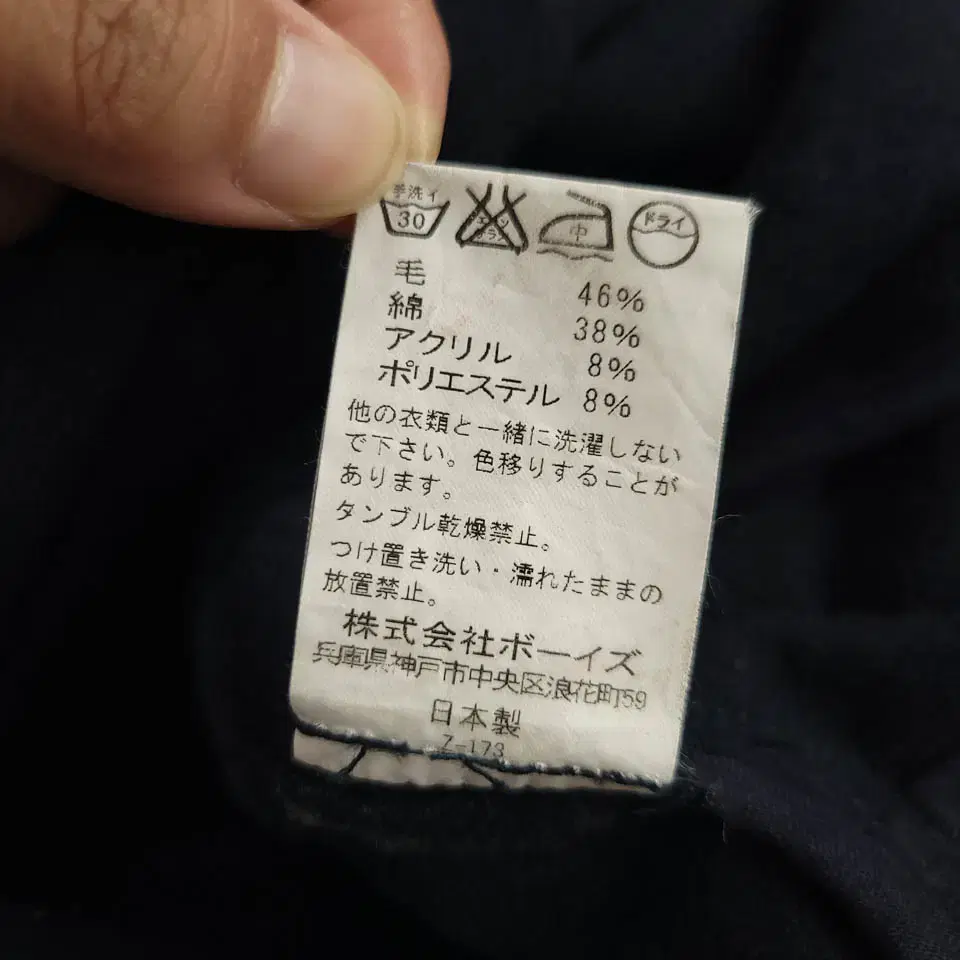 手洗イ
30
エンソ
サラシ
中
ドライ
毛 46%
綿 38%
アクリル 8%
ポリエステル 8%
他の衣類と一緒に洗濯しない
で下さい。色移りすることが
あります。
タンブル乾燥禁止。
つけ置き洗い・濡れたままの
放置禁止。
株式会社ボーイズ
兵庫県神戸市中央区浪花町59
日本製
Z-173